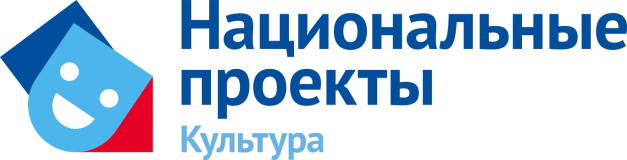 Национальные
проекты
Культура